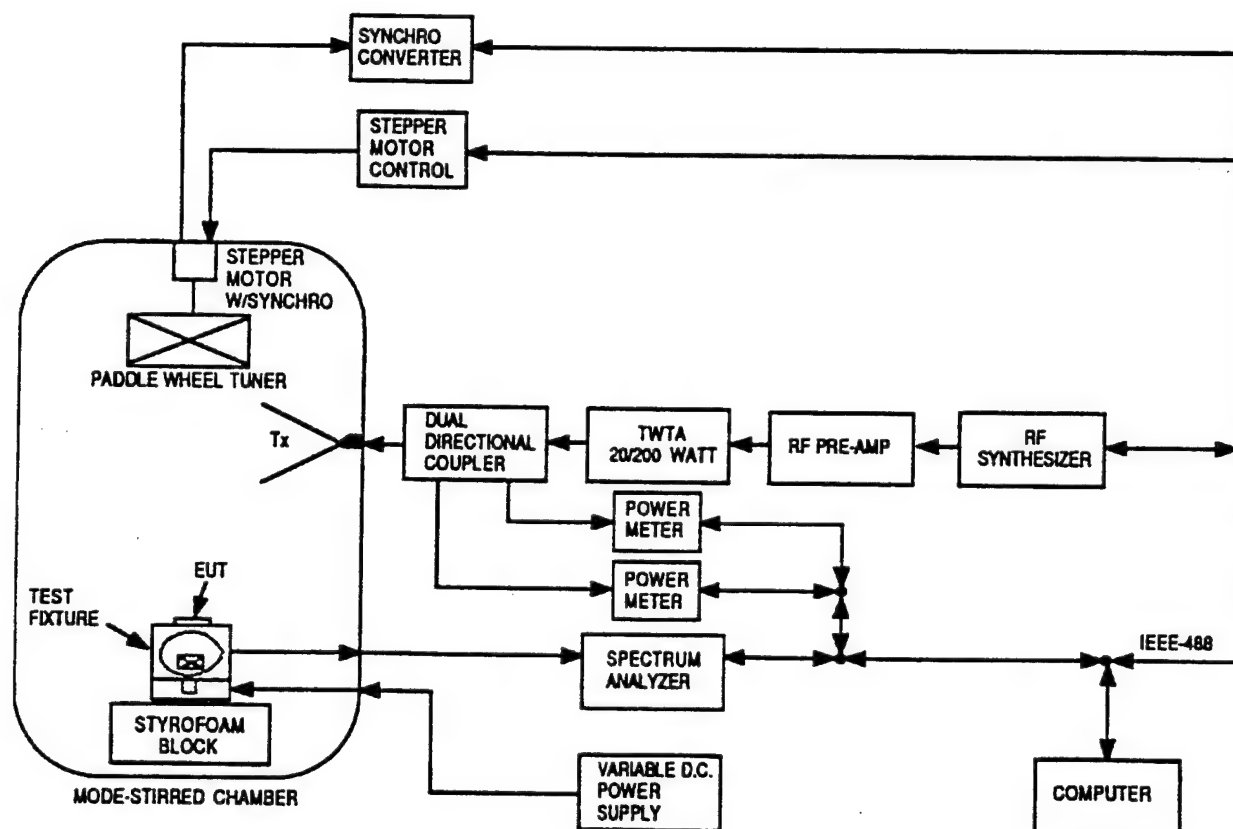 SYNCHRO
CONVERTER
STEPPER
MOTOR
CONTROL
STEPPER
MOTOR
W/SYNCHRO
PADDLE WHEEL TUNER
Tx
DUAL
DIRECTIONAL
COUPLER
TWTA
20/200 WATT
RF PRE-AMP
RF
SYNTHESIZER
POWER
METER
POWER
METER
EUT
TEST
FIXTURE
SPECTRUM
ANALYZER
IEEE-488
STYROFOAM
BLOCK
MODE-STIRRED CHAMBER
VARIABLE D.C.
POWER
SUPPLY
COMPUTER